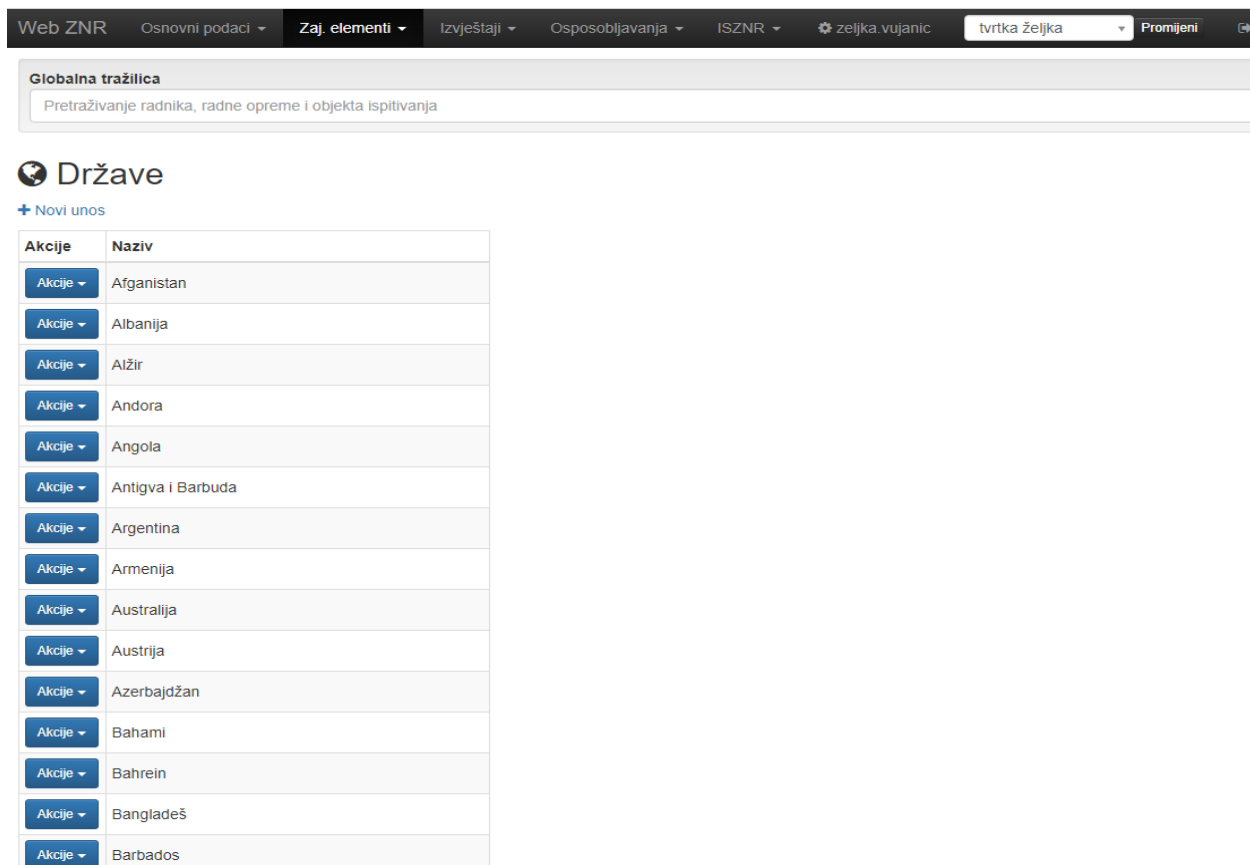 Web ZNR Osnovni podaci Zaj. elementi Izvještaji Osposobljavanja ISZNR zeljka.vujanic tvrtka željka Promijeni
Globalna tražilica
Pretraživanje radnika, radne opreme i objekta ispitivanja
Države
+ Novi unos
Akcije Naziv
Akcije Afganistan
Akcije Albanija
Akcije Alžir
Akcije Andora
Akcije Angola
Akcije Antigva i Barbuda
Akcije Argentina
Akcije Armenija
Akcije Australija
Akcije Austrija
Akcije Azerbajdžan
Akcije Bahami
Akcije Bahrein
Akcije Bangladeš
Akcije Barbados